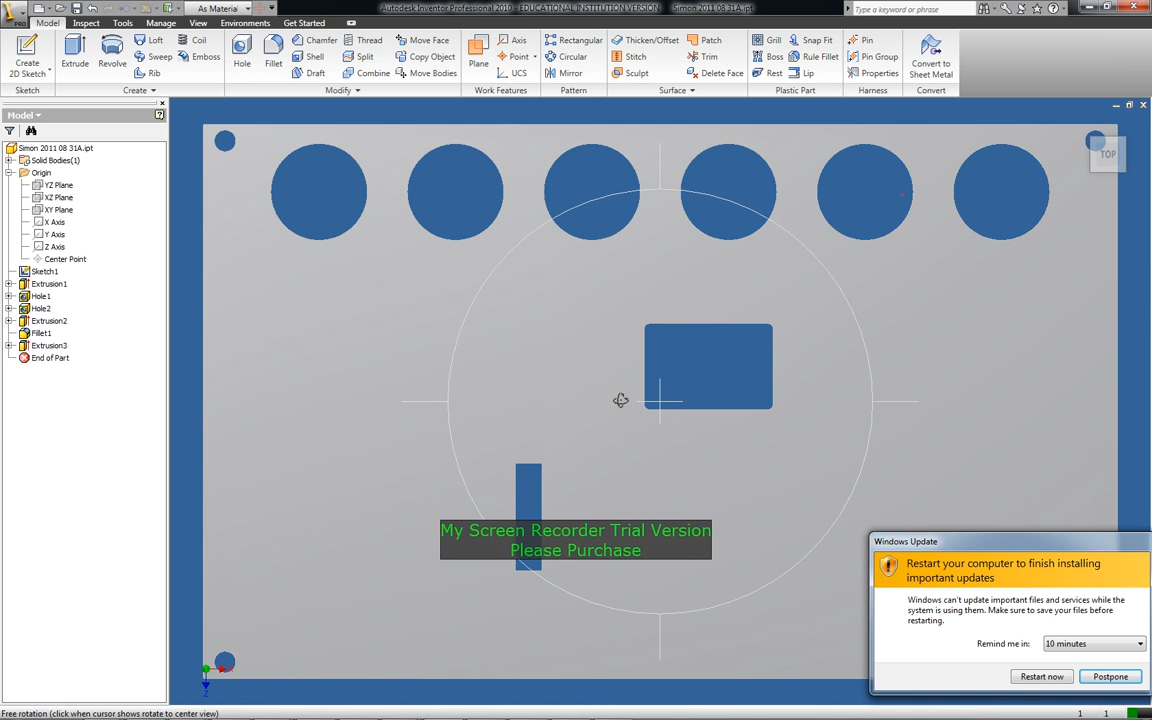 PRO
As Material
Autodesk Inventor Professional 2010 - EDUCATIONAL INSTITUTION VERSION    Simon 2011 08 31A.ipt
Type a keyword or phrase
Model  Inspect  Tools  Manage  View  Environments  Get Started
Create
2D Sketch
Extrude
Revolve
Loft
Sweep
Rib
Coil
Emboss
Hole
Fillet
Chamfer
Shell
Draft
Thread
Split
Combine
Move Face
Copy Object
Move Bodies
Plane
Axis
Point
UCS
Rectangular
Circular
Mirror
Thicken/Offset
Stitch
Sculpt
Patch
Trim
Delete Face
Grill
Boss
Rest
Snap Fit
Rule Fillet
Lip
Pin
Pin Group
Properties
Convert to
Sheet Metal
Sketch  Create  Modify  Work Features  Pattern  Surface  Plastic Part  Harness  Convert
Model
Simon 2011 08 31A.ipt
Solid Bodies(1)
Origin
YZ Plane
XZ Plane
XY Plane
X Axis
Y Axis
Z Axis
Center Point
Sketch1
Extrusion1
Hole1
Hole2
Extrusion2
Fillet1
Extrusion3
End of Part
TOP
My Screen Recorder Trial Version
Please Purchase
Windows Update
Restart your computer to finish installing
important updates
Windows can't update important files and services while the
system is using them. Make sure to save your files before
restarting.
Remind me in: 10 minutes
Restart now  Postpone
Z
Free rotation (click when cursor shows rotate to center view)
1  1